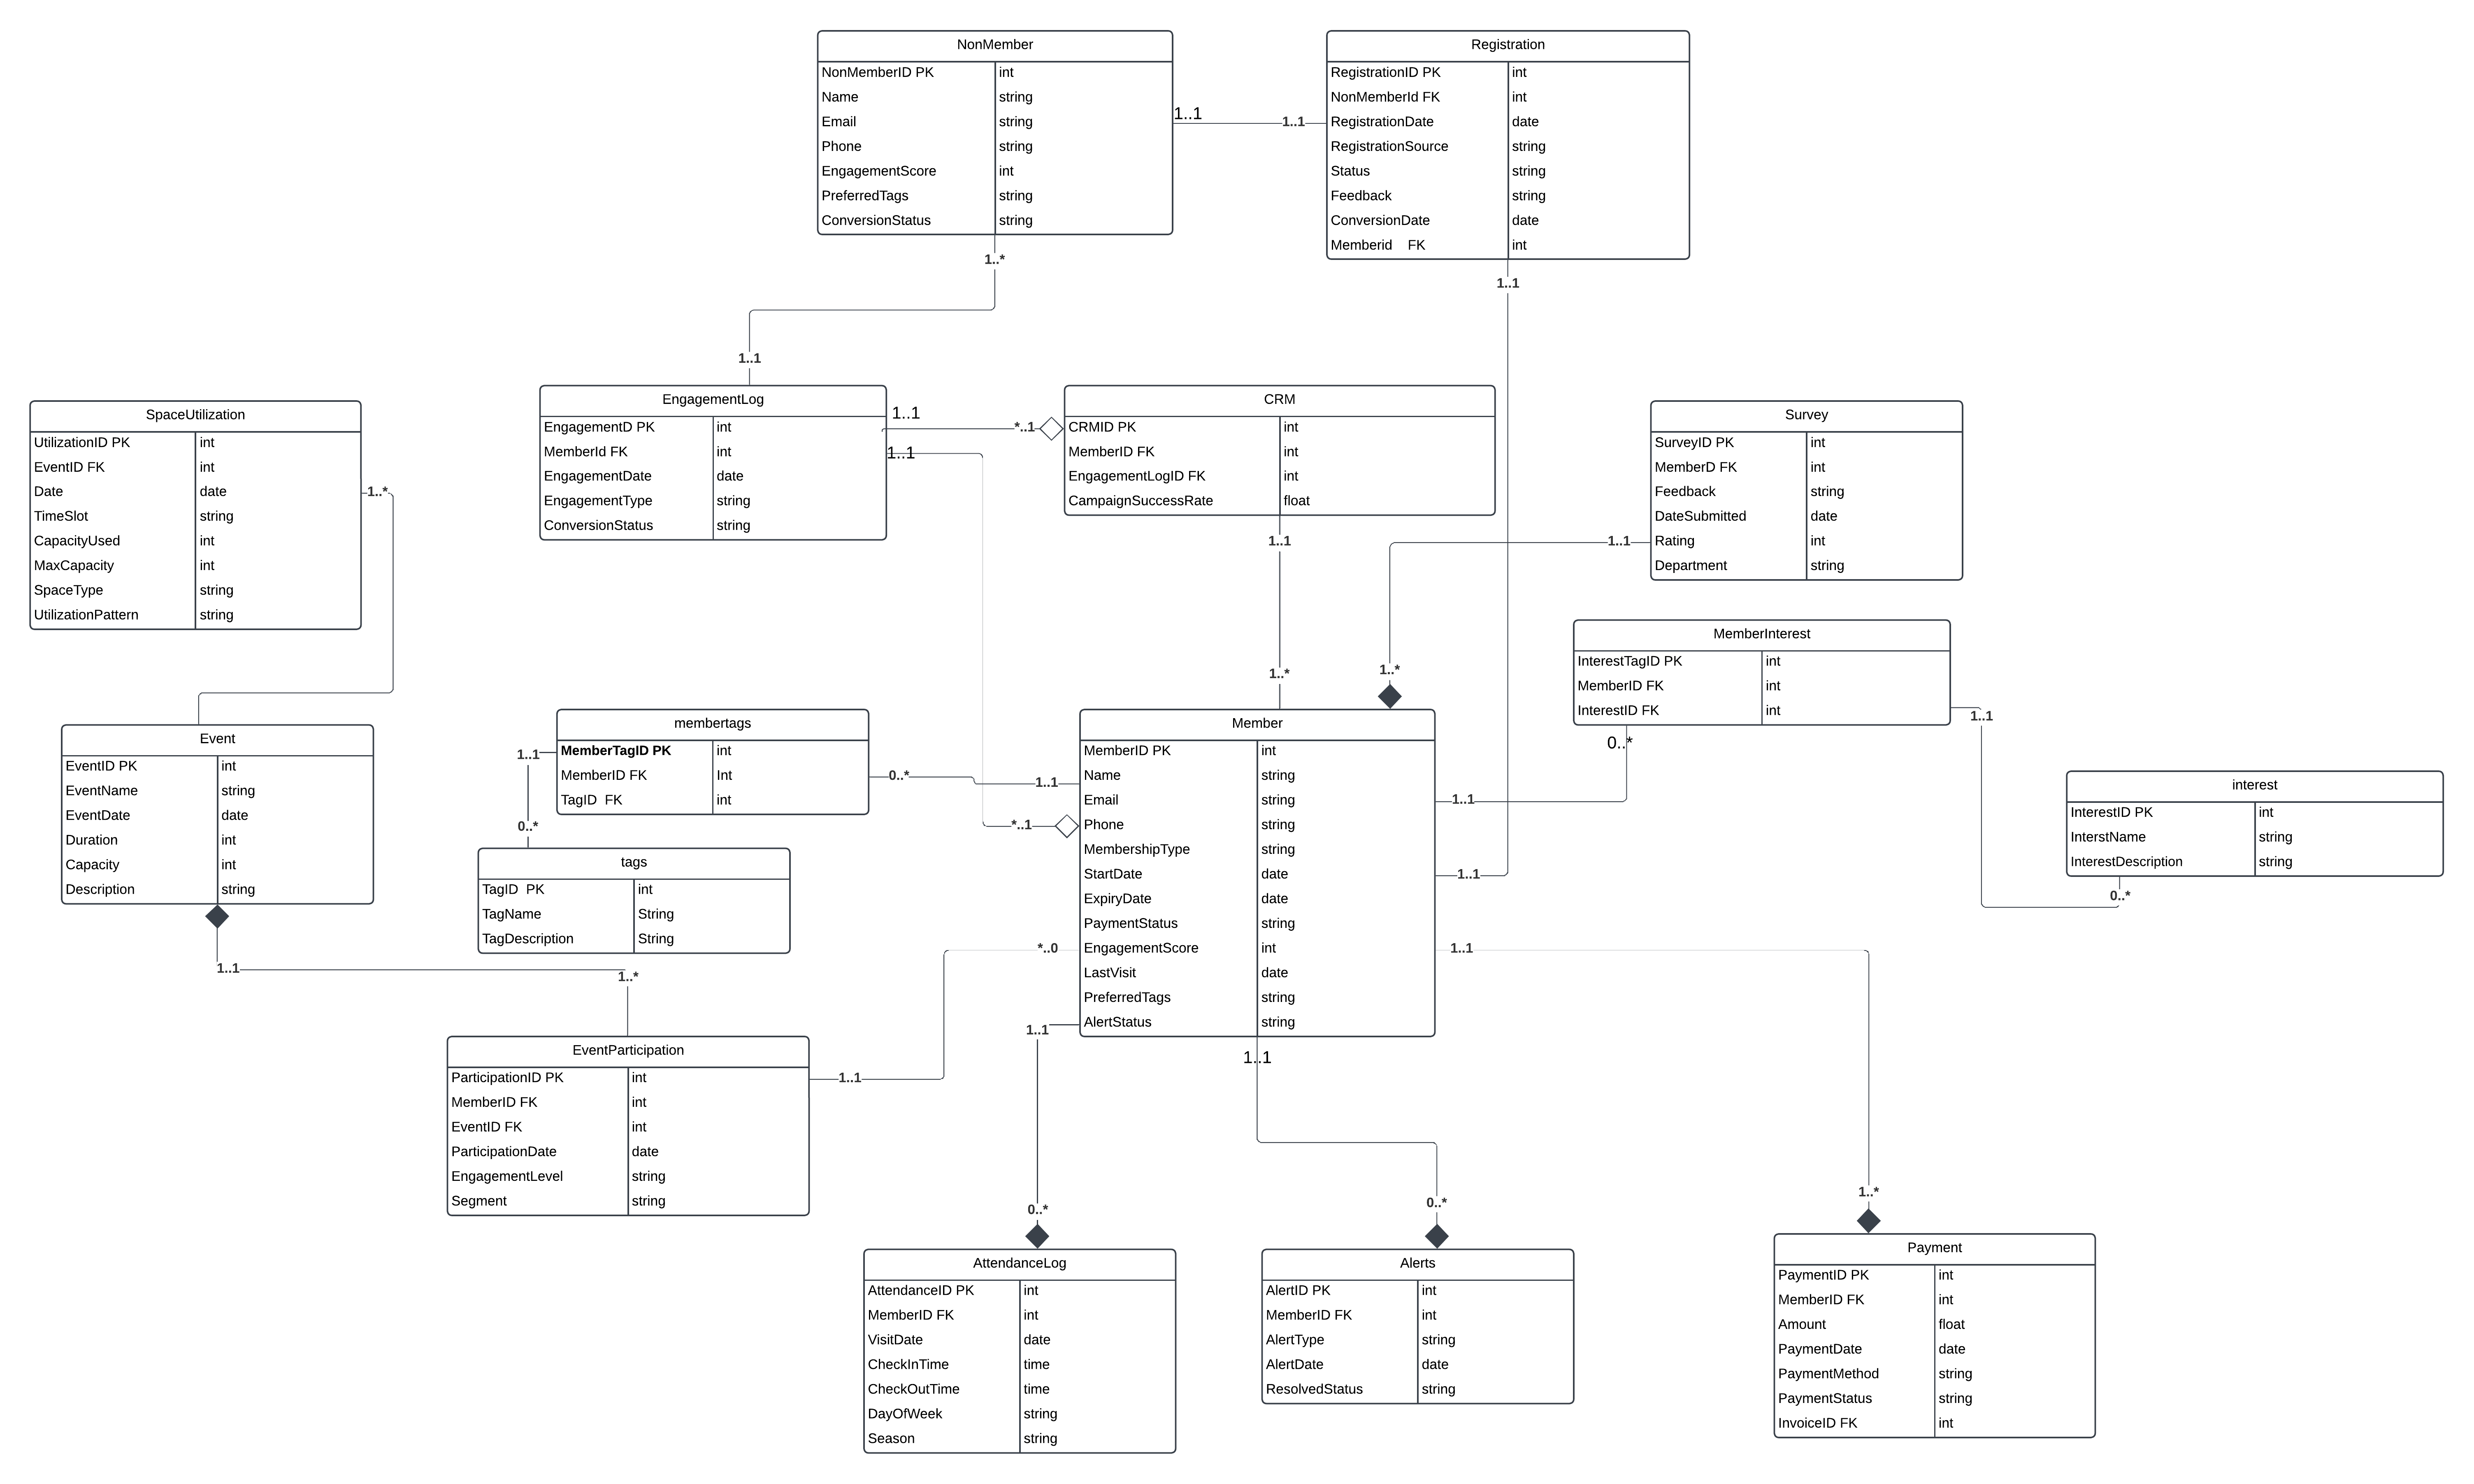 NonMember
NonMemberID PK int
Name string
Email string
Phone string
EngagementScore int
PreferredTags string
ConversionStatus string
1..1
1..1
1..*
1..1
Registration
RegistrationID PK int
NonMemberId FK int
RegistrationDate date
RegistrationSource string
Status string
Feedback string
ConversionDate date
Memberid FK int
1..1
SpaceUtilization
UtilizationID PK int
EventID FK int
Date date
TimeSlot string
CapacityUsed int
MaxCapacity int
SpaceType string
UtilizationPattern string
1..*
EngagementLog
EngagementD PK int
MemberId FK int
EngagementDate date
EngagementType string
ConversionStatus string
1..1
*..1
1..1
CRM
CRMID PK int
MemberID FK int
EngagementLogID FK int
CampaignSuccessRate float
1..1
1..*
Survey
SurveyID PK int
MemberD FK int
Feedback string
DateSubmitted date
Rating int
Department string
1..1
1..*
MemberInterest
InterestTagID PK int
MemberID FK int
InterestID FK int
0..*
1..1
Event
EventID PK int
EventName string
EventDate date
Duration int
Capacity int
Description string
1..1
1..*
membertags
MemberTagID PK int
MemberID FK Int
TagID FK int
1..1
0..*
0..*
1..1
*..1
tags
TagID PK int
TagName String
TagDescription String
Member
MemberID PK int
Name string
Email string
Phone string
MembershipType string
StartDate date
ExpiryDate date
PaymentStatus string
EngagementScore int
LastVisit date
PreferredTags string
AlertStatus string
1..1
1..1
1..1
*..0
1..1
1..1
interest
InterestID PK int
InterstName string
InterestDescription string
0..*
EventParticipation
ParticipationID PK int
MemberID FK int
EventID FK int
ParticipationDate date
EngagementLevel string
Segment string
1..1
0..*
0..*
1..*
AttendanceLog
AttendanceID PK int
MemberID FK int
VisitDate date
CheckInTime time
CheckOutTime time
DayOfWeek string
Season string
Alerts
AlertID PK int
MemberID FK int
AlertType string
AlertDate date
ResolvedStatus string
Payment
PaymentID PK int
MemberID FK int
Amount float
PaymentDate date
PaymentMethod string
PaymentStatus string
InvoiceID FK int